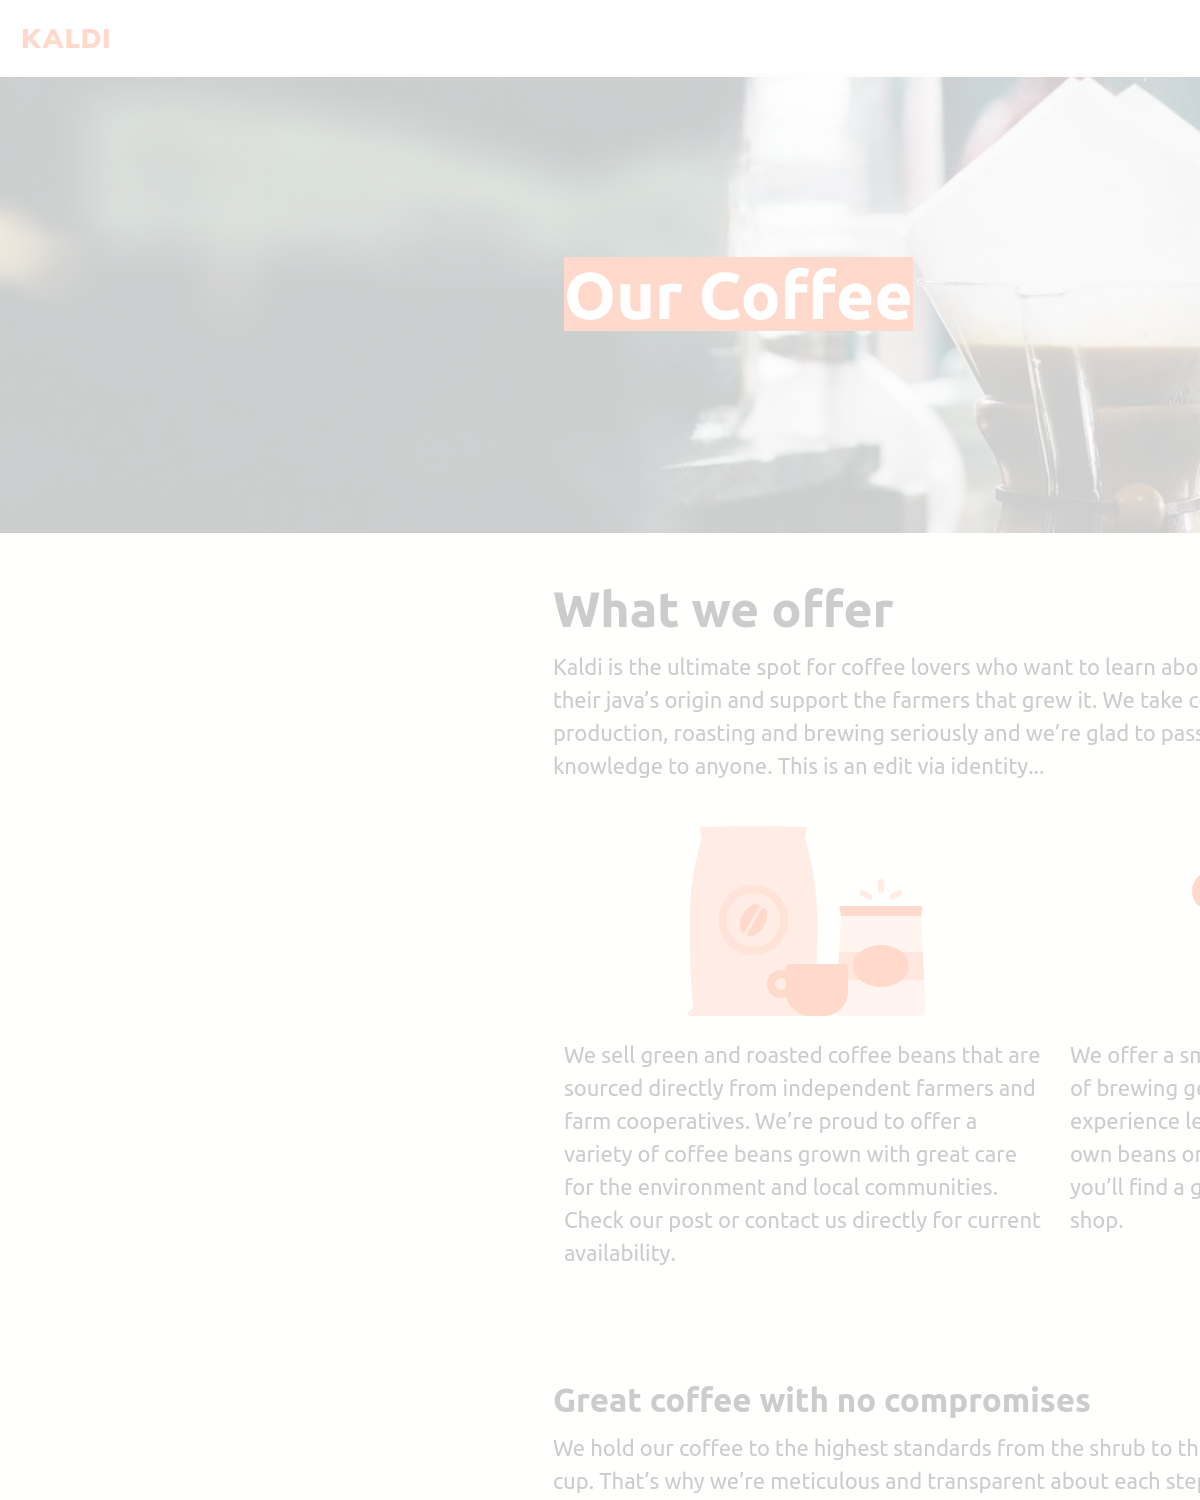 KALDI
Our Coffee
What we offer
Kaldi is the ultimate spot for coffee lovers who want to learn
their java’s origin and support the farmers that grew it. We take
production, roasting and brewing seriously and we’re glad to pass
knowledge to anyone. This is an edit via identity...
We sell green and roasted coffee beans that are
sourced directly from independent farmers and
farm cooperatives. We’re proud to offer a
variety of coffee beans grown with great care
for the environment and local communities.
Check our post or contact us directly for current
availability.
We offer a
of brewing
experience
own beans
you’ll find a
shop.
Great coffee with no compromises
We hold our coffee to the highest standards from the shrub to
cup. That’s why we’re meticulous and transparent about each